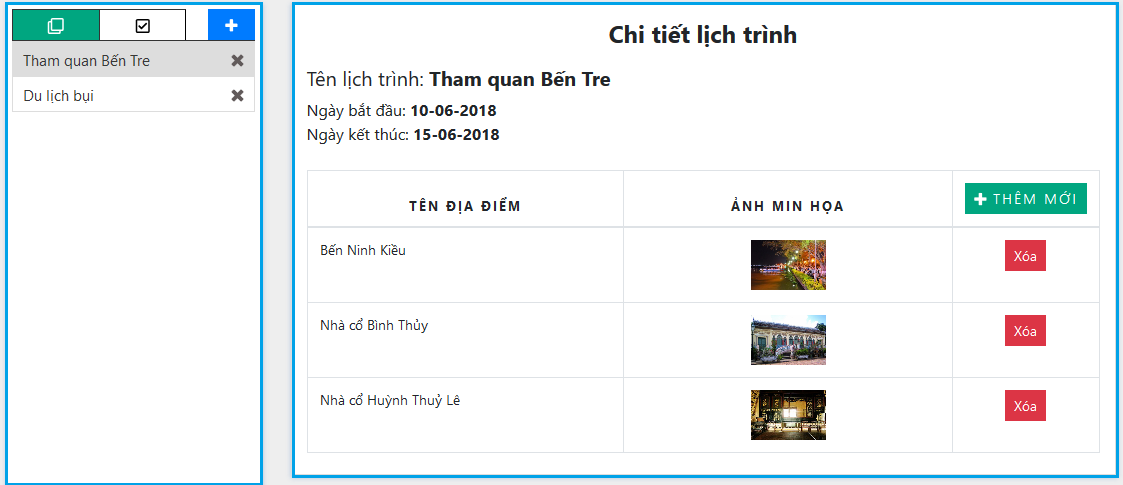 Tham quan Bến Tre
Du lịch bụi
Chi tiết lịch trình
Tên lịch trình: Tham quan Bến Tre
Ngày bắt đầu: 10-06-2018
Ngày kết thúc: 15-06-2018
TÊN ĐỊA ĐIỂM ẢNH MIN HỌA THÊM MỚI
Bến Ninh Kiều Xóa
Nhà cổ Bình Thủy Xóa
Nhà cổ Huỳnh Thuỷ Lê Xóa